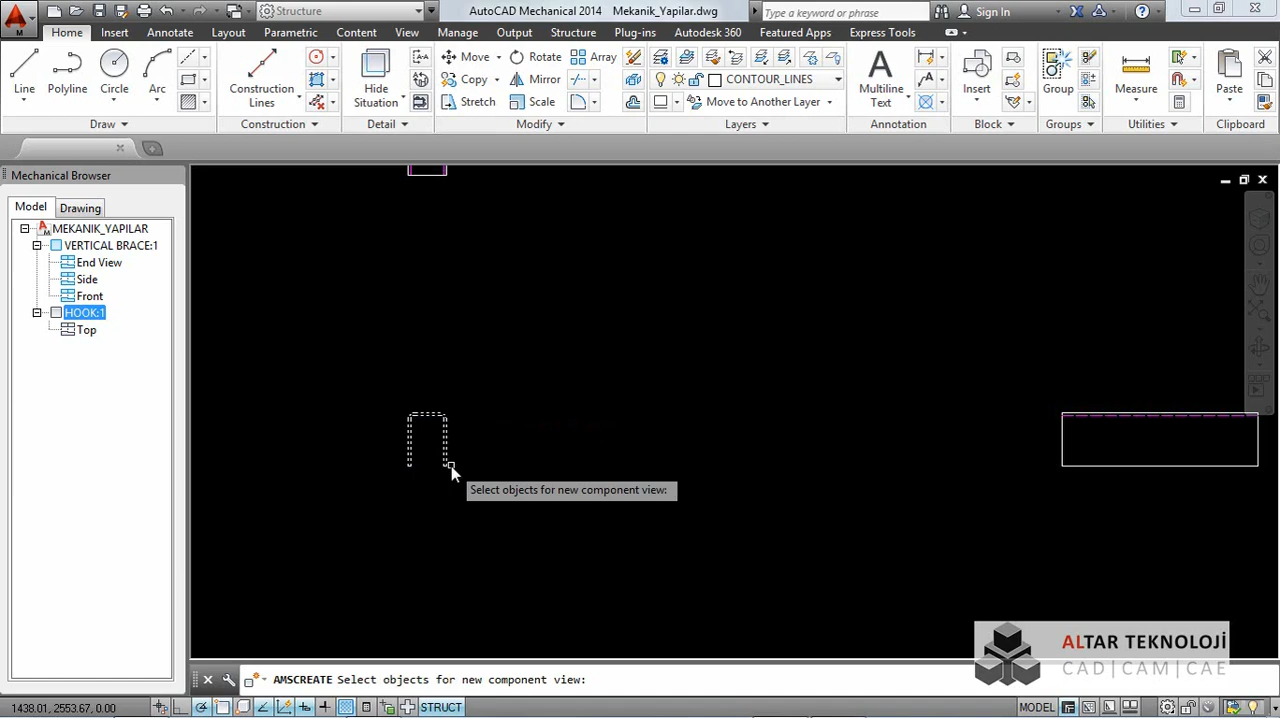 Structure
AutoCAD Mechanical 2014 Mekanik_Yapilar.dwg
Type a keyword or phrase
Sign In
M
Home Insert Annotate Layout Parametric Content View Manage Output Structure Plug-ins Autodesk 360 Featured Apps Express Tools
Line
Polyline
Circle
Arc
Draw
Construction
Lines
Construction
Hide
Situation
Detail
Move
Rotate
Array
Copy
Mirror
Stretch
Scale
Modify
CONTOUR_LINES
Move to Another Layer
Layers
Multiline
Text
Annotation
Insert
Block
Group
Groups
Measure
Utilities
Paste
Clipboard
Mechanical Browser
Model
Drawing
MEKANIK_YAPILAR
VERTICAL BRACE:1
End View
Side
Front
HOOK:1
Top
Select objects for new component view:
ALTAR TEKNOLOJİ
CAD|CAM|CAE
AMSCREATE Select objects for new component view:
1438.01, 2553.67, 0.00
STRUCT
MODEL